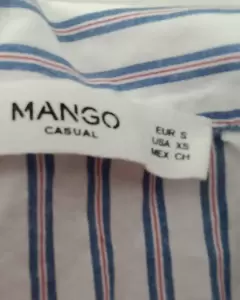 MANGO
CASUAL
EUR S
USA XS
MEX CH